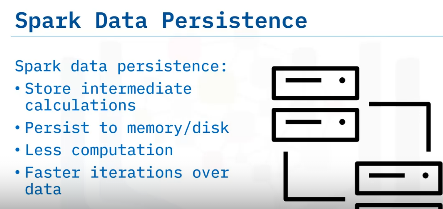 Spark Data Persistence
Spark data persistence:
• Store intermediate
calculations
• Persist to memory/disk
• Less computation
• Faster iterations over
data